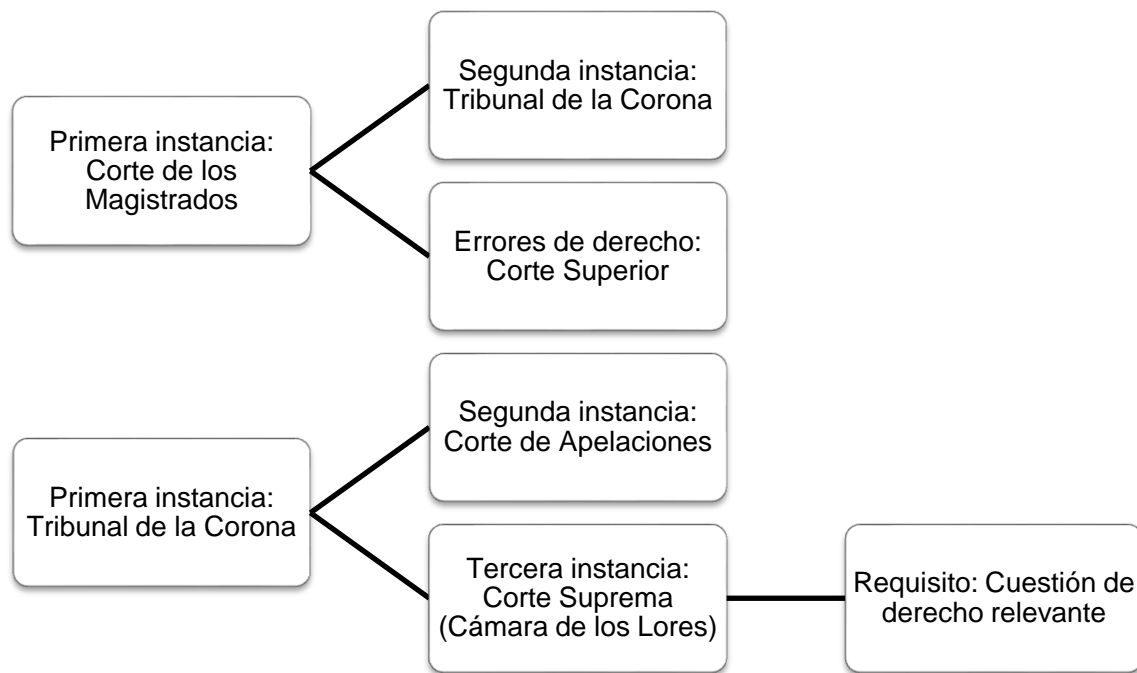 Primera instancia:
Corte de los
Magistrados
Segunda instancia:
Tribunal de la Corona
Errores de derecho:
Corte Superior
Primera instancia:
Tribunal de la Corona
Segunda instancia:
Corte de Apelaciones
Tercera instancia:
Corte Suprema
(Cámara de los Lores)
Requisito: Cuestión de
derecho relevante